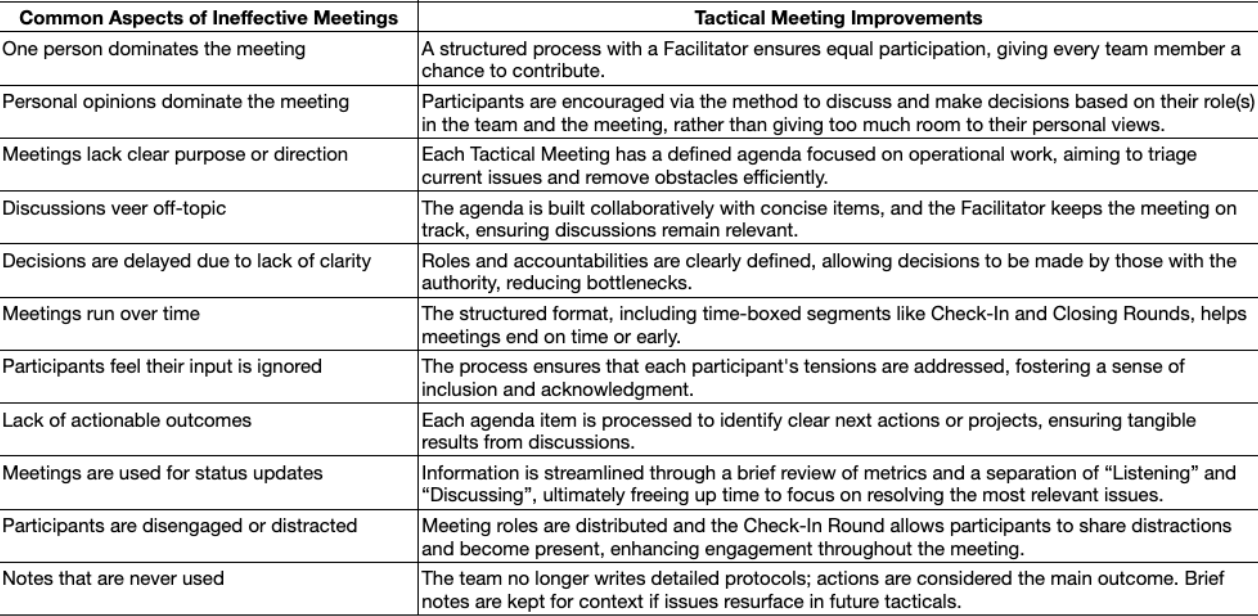 Common Aspects of Ineffective Meetings
Tactical Meeting Improvements
One person dominates the meeting
A structured process with a Facilitator ensures equal participation, giving every team member a
chance to contribute.
Personal opinions dominate the meeting
Participants are encouraged via the method to discuss and make decisions based on their role(s)
in the team and the meeting, rather than giving too much room to their personal views.
Meetings lack clear purpose or direction
Each Tactical Meeting has a defined agenda focused on operational work, aiming to triage
current issues and remove obstacles efficiently.
Discussions veer off-topic
The agenda is built collaboratively with concise items, and the Facilitator keeps the meeting on
track, ensuring discussions remain relevant.
Decisions are delayed due to lack of clarity
Roles and accountabilities are clearly defined, allowing decisions to be made by those with the
authority, reducing bottlenecks.
Meetings run over time
The structured format, including time-boxed segments like Check-In and Closing Rounds, helps
meetings end on time or early.
Participants feel their input is ignored
The process ensures that each participant's tensions are addressed, fostering a sense of
inclusion and acknowledgment.
Lack of actionable outcomes
Each agenda item is processed to identify clear next actions or projects, ensuring tangible
results from discussions.
Meetings are used for status updates
Information is streamlined through a brief review of metrics and a separation of “Listening” and
“Discussing”, ultimately freeing up time to focus on resolving the most relevant issues.
Participants are disengaged or distracted
Meeting roles are distributed and the Check-In Round allows participants to share distractions
and become present, enhancing engagement throughout the meeting.
Notes that are never used
The team no longer writes detailed protocols; actions are considered the main outcome. Brief
notes are kept for context if issues resurface in future tacticals.